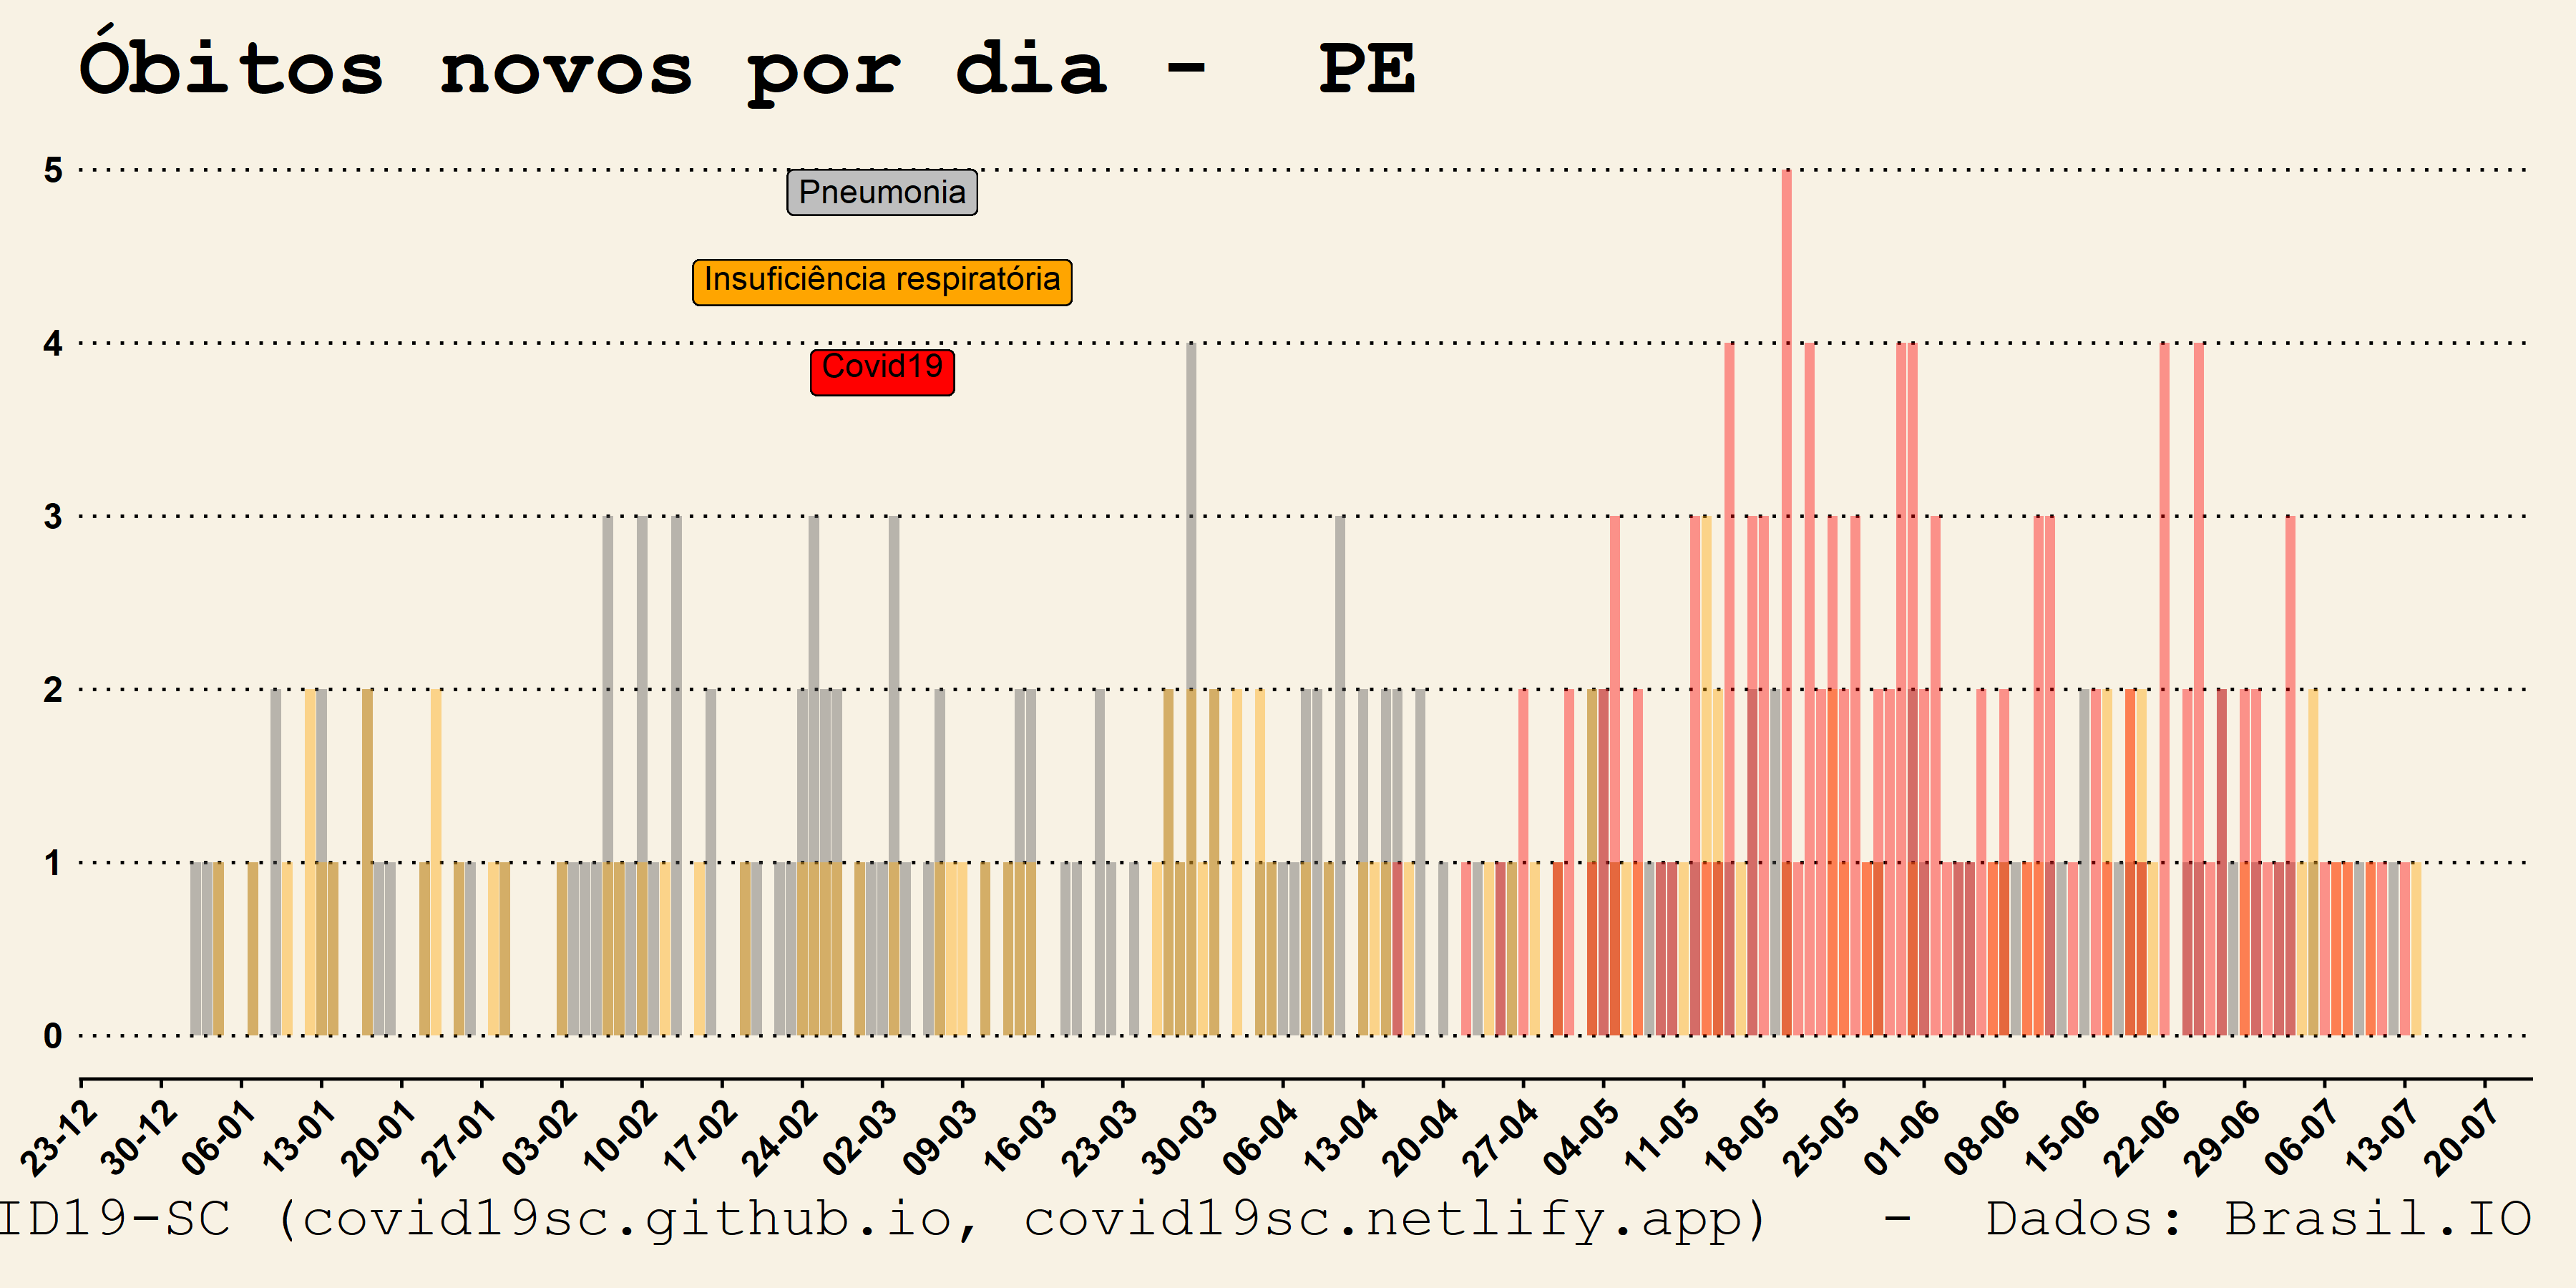 Óbitos novos por dia - PE
5
Pneumonia
Insuficiência respiratória
4
Covid19
3
2
1
0
23-12 30-12 06-01 13-01 20-01 27-01 03-02 10-02 17-02 24-02 02-03 09-03 16-03 23-03 30-03 06-04 13-04 20-04 27-04 04-05 11-05 18-05 25-05 01-06 08-06 15-06 22-06 29-06 06-07 13-07 20-07
ID19-SC (covid19sc.github.io, covid19sc.netlify.app) - Dados: Brasil.IO